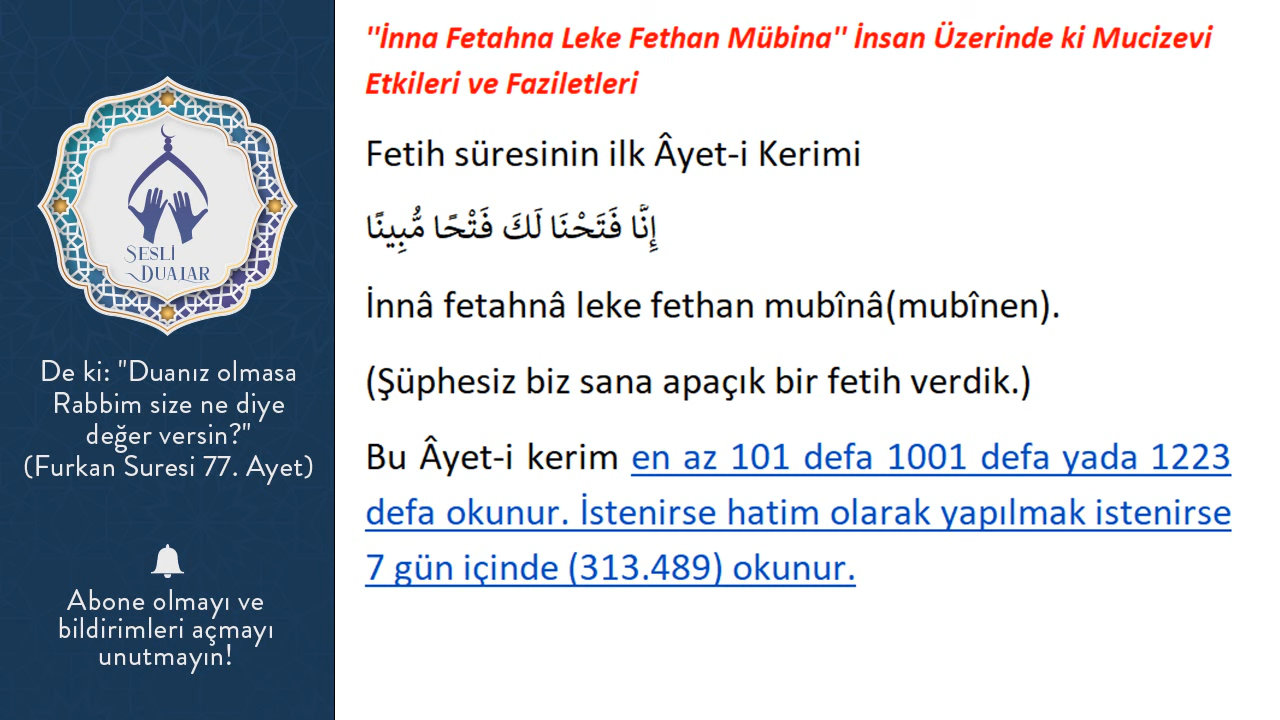 SESLİ
DUALAR
De ki: "Duanız olmasa
Rabbim size ne diye
değer versin?"
(Furkan Suresi 77. Ayet)
Abone olmayı ve
bildirimleri açmayı
unutmayın!
"İnna Fetahna Leke Fethan Mübina" İnsan Üzerinde ki Mucizevi
Etkileri ve Faziletleri
Fetih süresinin ilk Âyet-i Kerimi
إِنَّا فَتَحْنَا لَكَ فَتْحًا مُّبِينًا
İnnâ fetahnâ leke fethan mubînâ(mubînen).
(Şüphesiz biz sana apaçık bir fetih verdik.)
Bu Âyet-i kerim en az 101 defa 1001 defa yada 1223
defa okunur. İstenirse hatim olarak yapılmak istenirse
7 gün içinde (313.489) okunur.